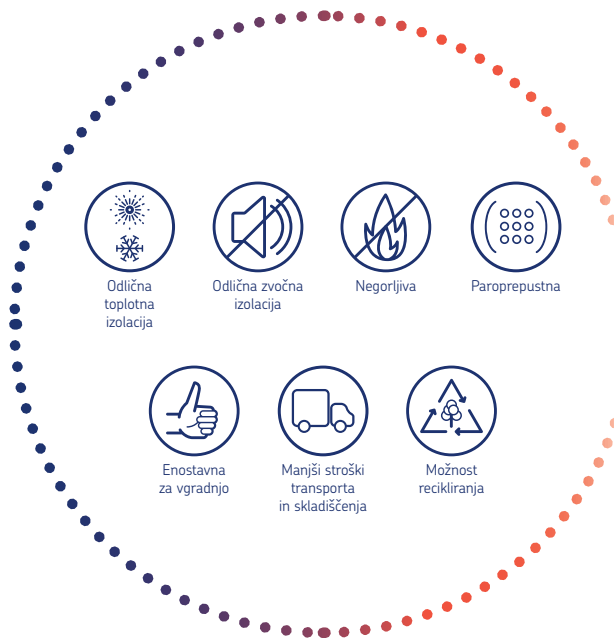 Odlična
toplotna
izolacija
Odlična zvočna
izolacija
Negorljiva
Paroprepustna
Enostavna
za vgradnjo
Manjši stroški
transporta
in skladiščenja
Možnost
recikliranja